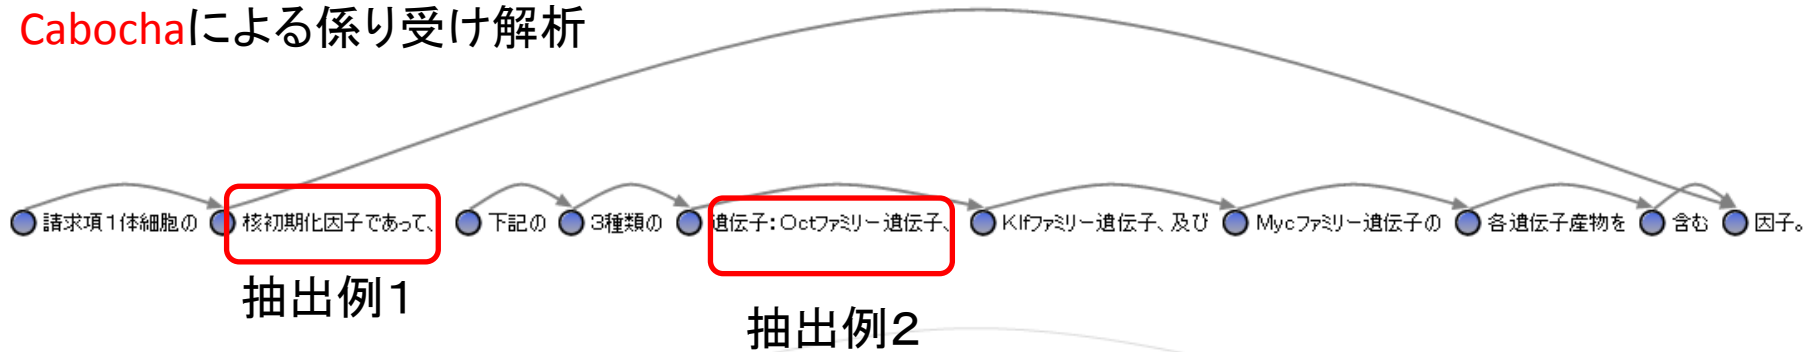 Cabochaによる係り受け解析
請求項1体細胞の 核初期化因子であって、 下記の 3種類の 遺伝子:Octファミリー遺伝子、 Klfファミリー遺伝子、及び Mycファミリー遺伝子の 各遺伝子産物を 含む 因子。
抽出例1
抽出例2